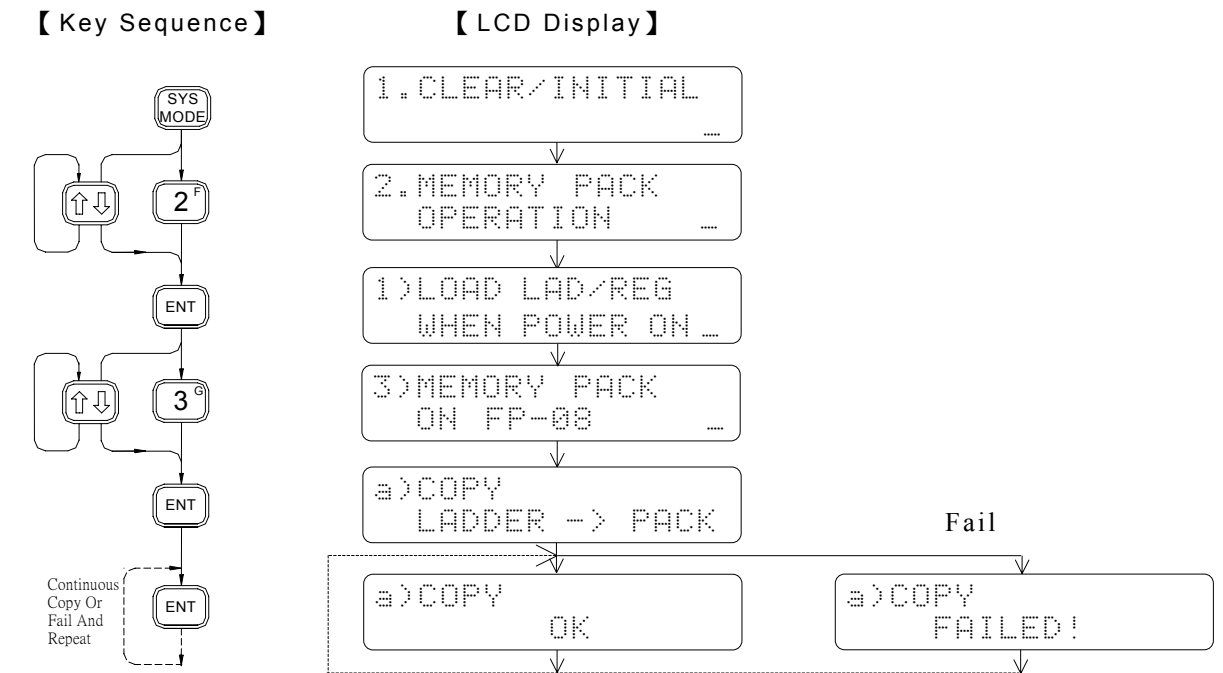 【Key Sequence】
【LCD Display】
SYS
MODE
1.CLEAR/INITIAL
⇧⇩
2 F
2.MEMORY PACK
OPERATION
ENT
1)LOAD LAD/REG
WHEN POWER ON
⇧⇩
3 G
3)MEMORY PACK
ON FP-08
ENT
a)COPY
LADDER -> PACK
Fail
Continuous
Copy Or
Fail And
Repeat
ENT
a)COPY
OK
a)COPY
FAILED!